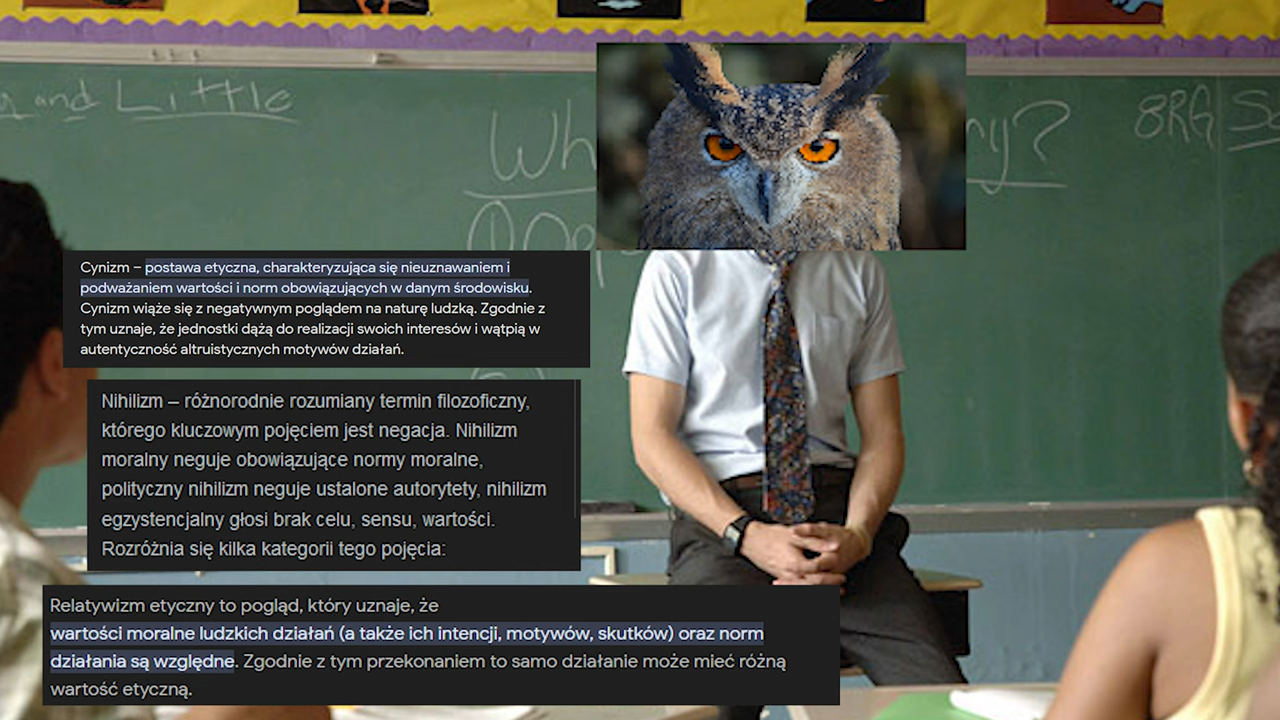 and Little
Wh
ry?
8RG
Cynizm – postawa etyczna, charakteryzująca się nieuznawaniem i
podważaniem wartości i norm obowiązujących w danym środowisku.
Cynizm wiąże się z negatywnym poglądem na naturę ludzką. Zgodnie z
tym uznaje, że jednostki dążą do realizacji swoich interesów i wątpią w
autentyczność altruistycznych motywów działań.
Nihilizm – różnorodnie rozumiany termin filozoficzny,
którego kluczowym pojęciem jest negacja. Nihilizm
moralny neguje obowiązujące normy moralne,
polityczny nihilizm neguje ustalone autorytety, nihilizm
egzystencjalny głosi brak celu, sensu, wartości.
Rozróżnia się kilka kategorii tego pojęcia:
Relatywizm etyczny to pogląd, który uznaje, że
wartości moralne ludzkich działań (a także ich intencji, motywów, skutków) oraz norm
działania są względne. Zgodnie z tym przekonaniem to samo działanie może mieć różną
wartość etyczną.